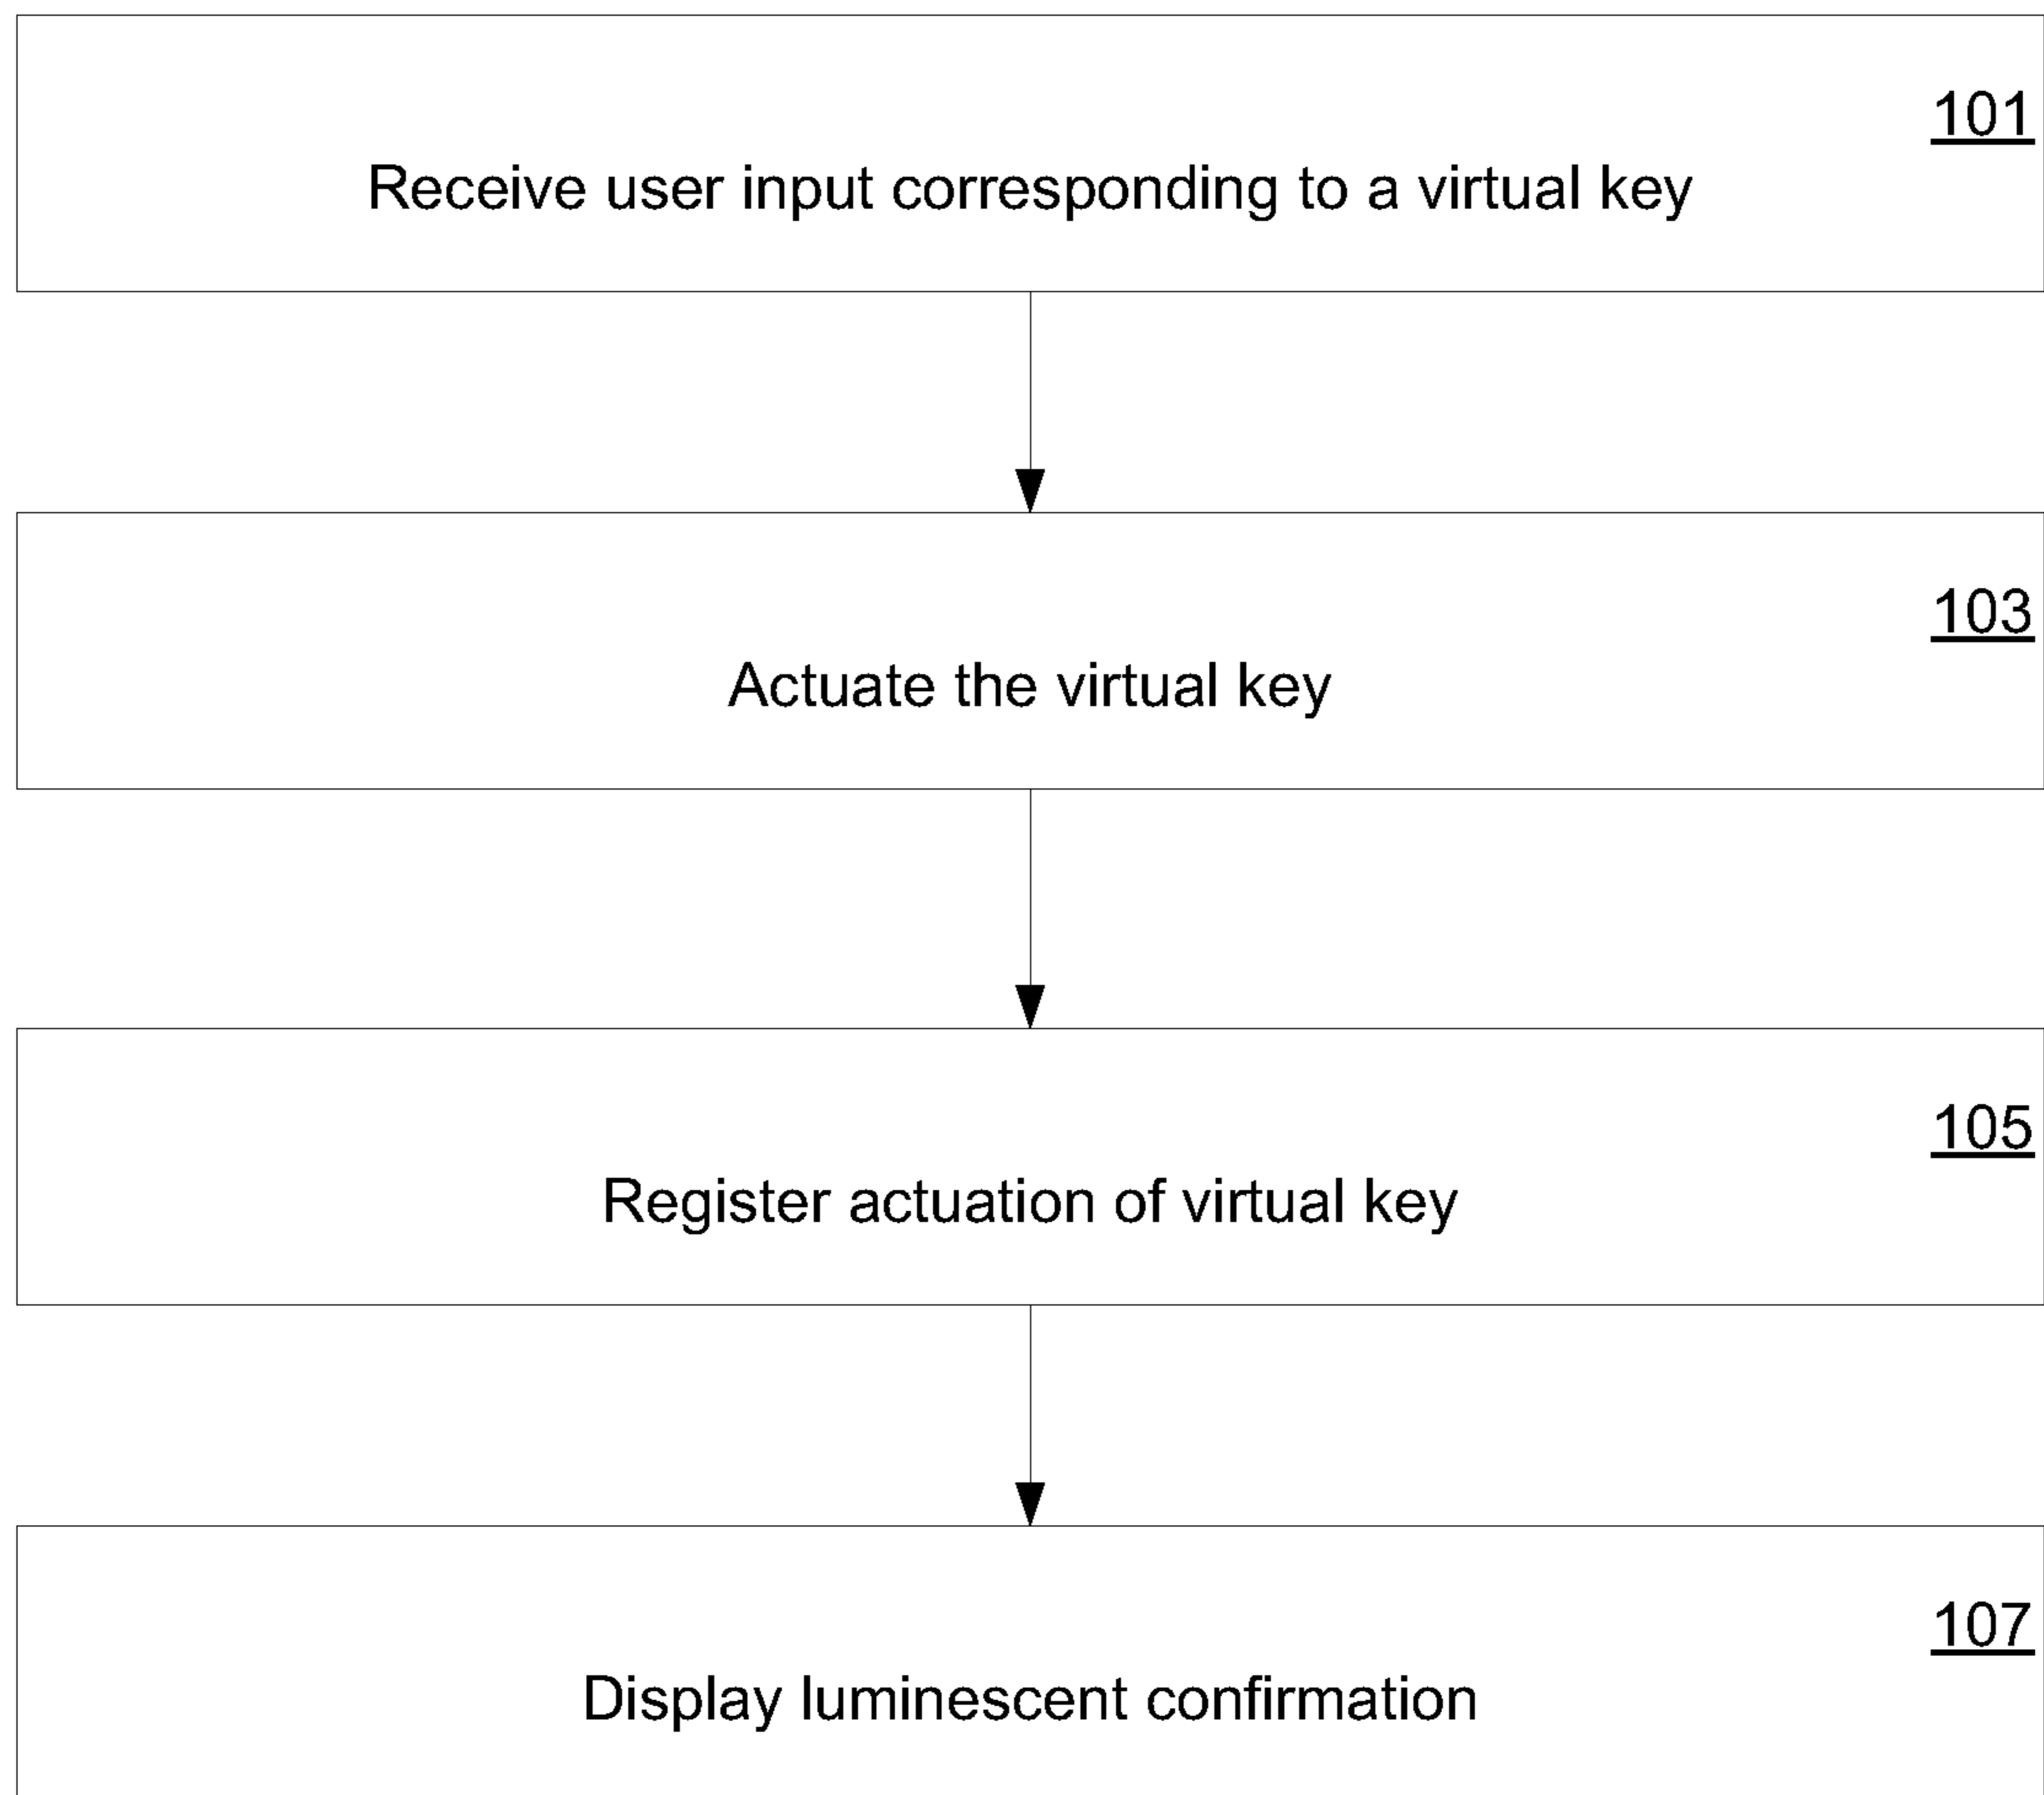 101
Receive user input corresponding to a virtual key
103
Actuate the virtual key
105
Register actuation of virtual key
107
Display luminescent confirmation